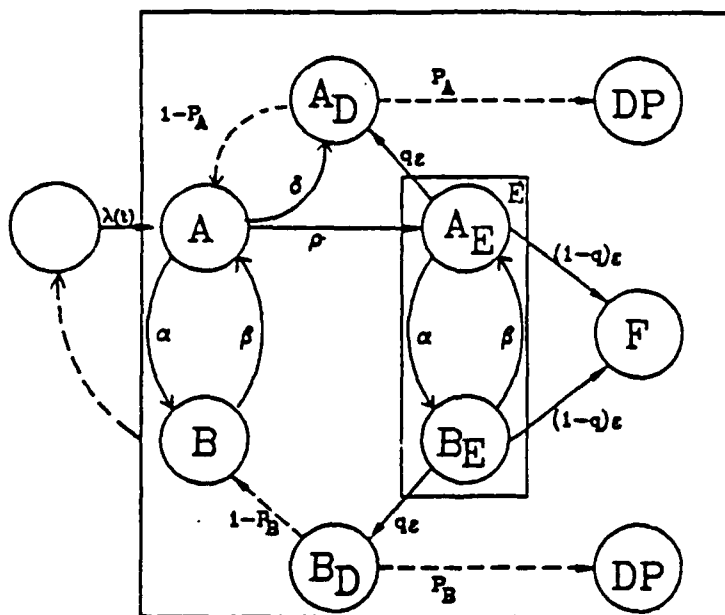 A_D
P_A
DP
1-P_A
δ
qε
E
λ(t)
A
ρ
A_E
(1-q)ε
α
β
α
β
F
B
B_E
(1-q)ε
1-P_B
qε
B_D
P_B
DP